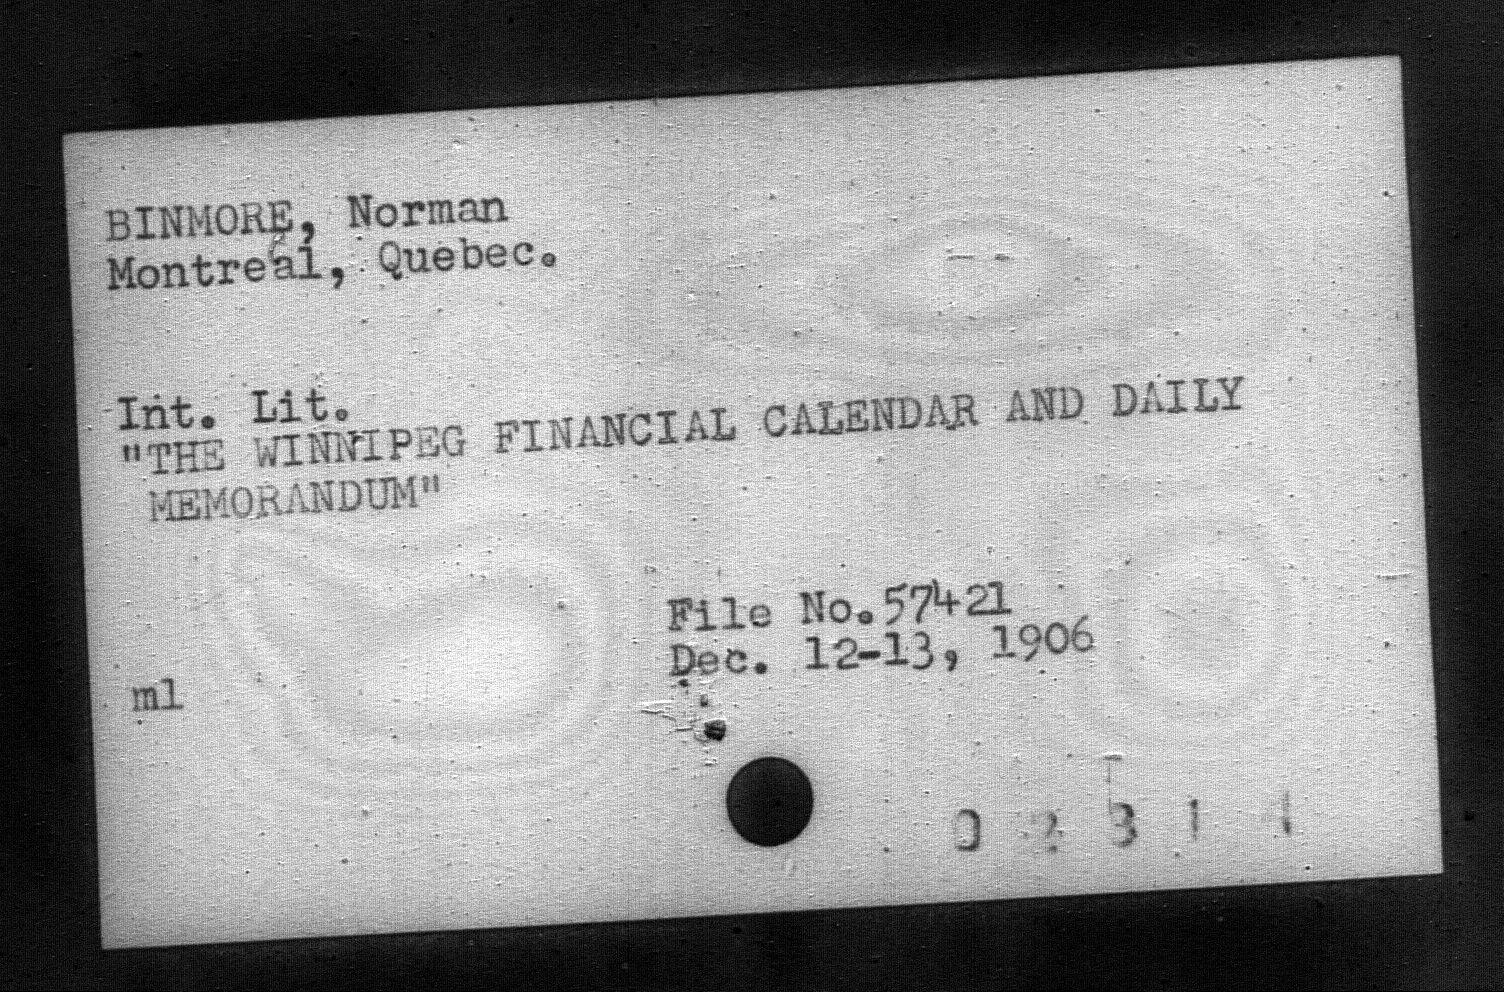 BINMORE, Norman
Montreal, Quebec.
Int. Lit.
"THE WINNIPEG FINANCIAL CALENDAR AND DAILY
MEMORANDUM"
File No.57421
Dec. 12-13, 1906
ml
0 2 3 1 1